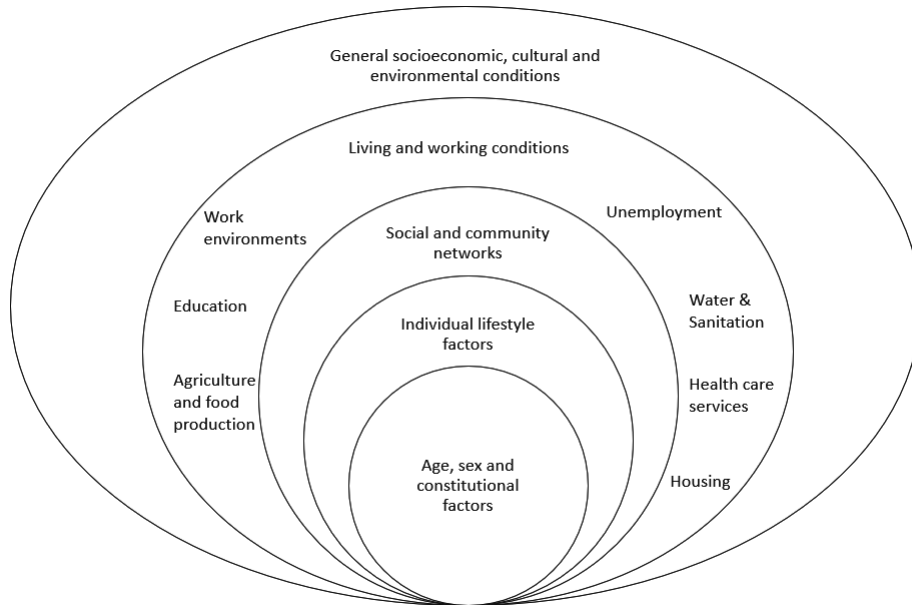 General socioeconomic, cultural and
environmental conditions
Living and working conditions
Work
environments
Unemployment
Social and community
networks
Education
Water &
Sanitation
Individual lifestyle
factors
Agriculture
and food
production
Health care
services
Age, sex and
constitutional
factors
Housing